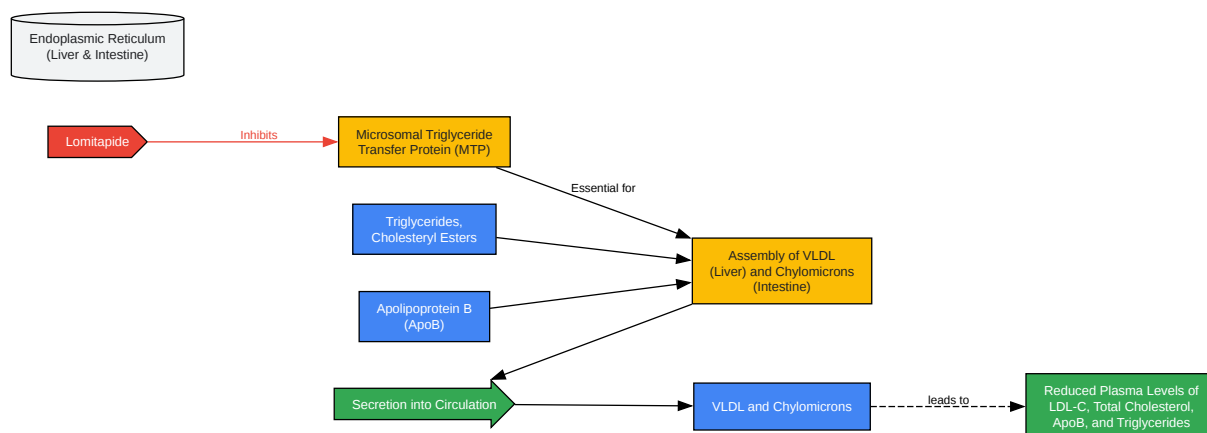 Endoplasmic Reticulum
(Liver & Intestine)
Lomitapide
Inhibits
Microsomal Triglyceride
Transfer Protein (MTP)
Essential for
Triglycerides,
Cholesteryl Esters
Assembly of VLDL
(Liver) and Chylomicrons
(Intestine)
Apolipoprotein B
(ApoB)
Secretion into Circulation
VLDL and Chylomicrons
leads to
Reduced Plasma Levels of
LDL-C, Total Cholesterol,
ApoB, and Triglycerides